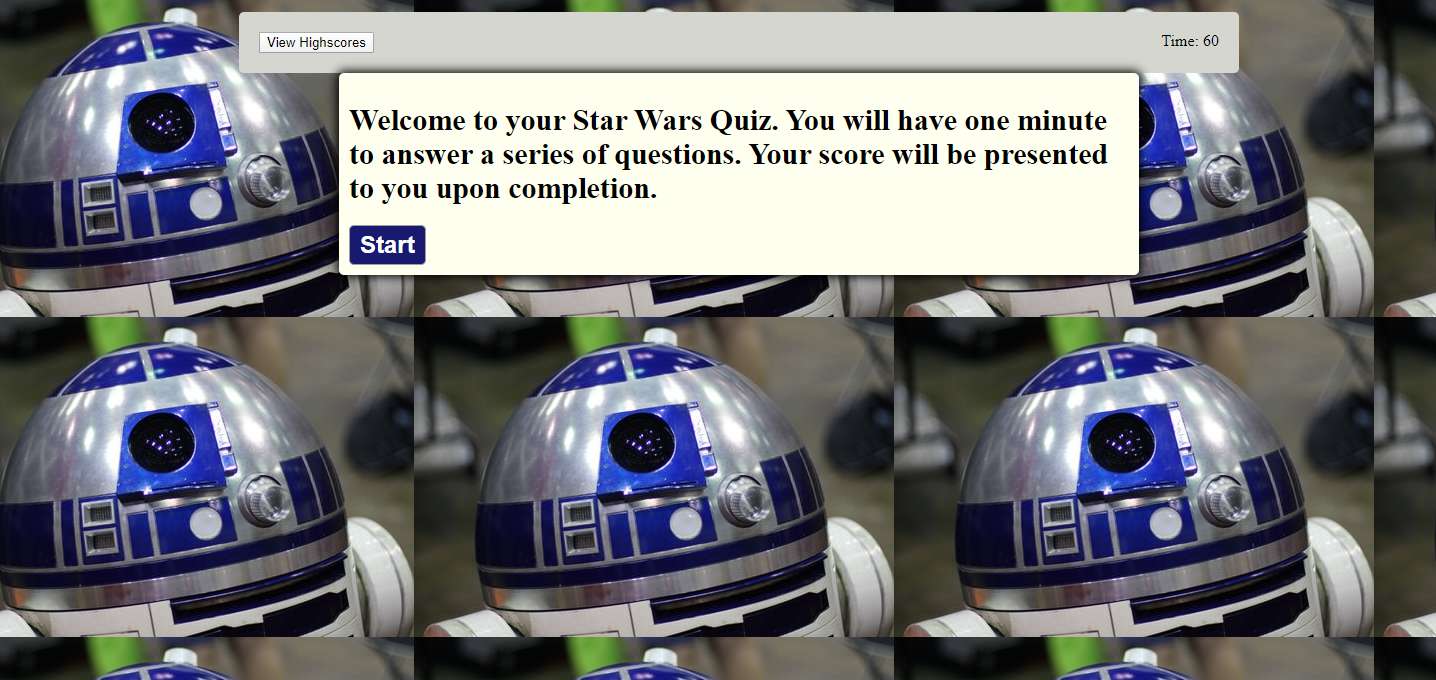 View Highscores
Time: 60
Welcome to your Star Wars Quiz. You will have one minute
to answer a series of questions. Your score will be presented
to you upon completion.
Start